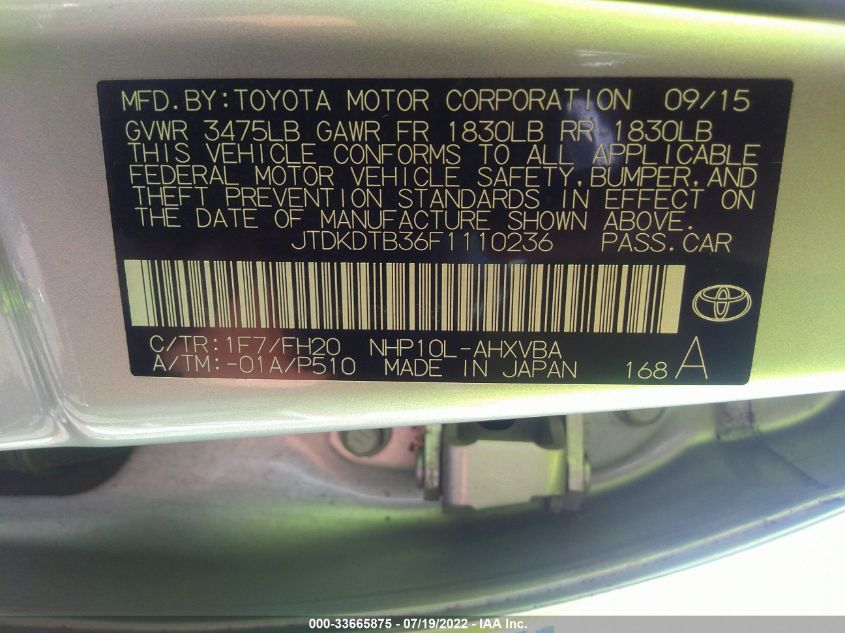 MFD.BY:TOYOTA MOTOR CORPORATION 09/15
GVWR 3475LB GAWR FR 1830LB RR 1830LB
THIS VEHICLE CONFORMS TO ALL APPLICABLE
FEDERAL MOTOR VEHICLE SAFETY,BUMPER,AND
THEFT PREVENTION STANDARDS IN EFFECT ON
THE DATE OF MANUFACTURE SHOWN ABOVE.
JTDKDTB36F1110236 PASS.CAR
C/TR:1F7/FH20 NHP10L-AHXVBA
A/TM:-01A/P510 MADE IN JAPAN 168 A
000-33665875 - 07/19/2022 - IAA Inc.